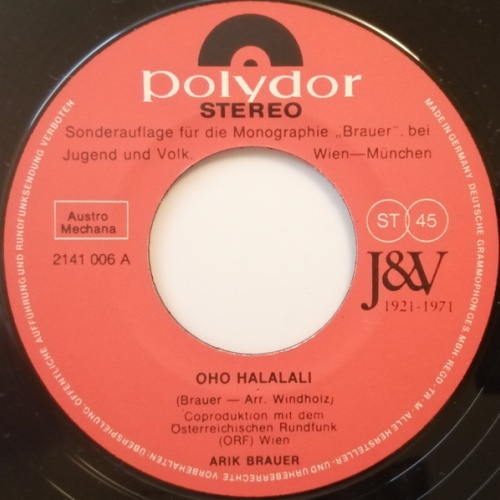 polydor
STEREO
Sonderauflage für die Monographie „Brauer". bei
Jugend und Volk. Wien—München
Austro
Mechana
2141 006 A
ST 45
J&V
1921-1971
OHO HALALALI
(Brauer — Arr. Windholz)
Coproduktion mit dem
Österreichischen Rundfunk
(ORF) Wien
ARIK BRAUER
MADE IN GERMANY DEUTSCHE GRAMMOPHON GES. MBH - REGD - TR. M - ALLE HERSTELLER- UND URHEBERRECHTE VORBEHALTEN ÜBERSPIELUNG, ÖFFENTLICHE AUFFÜHRUNG UND RUNDFUNKSENDUNG VERBOTEN